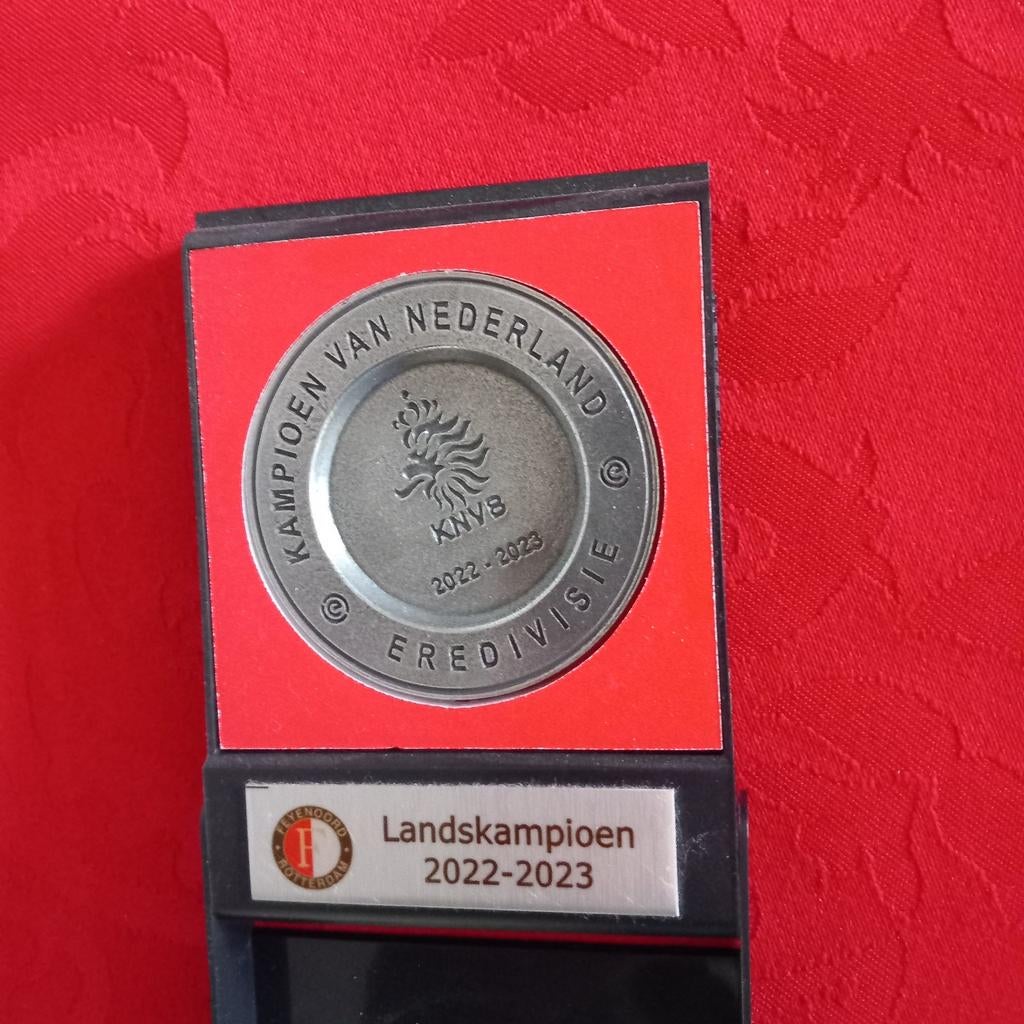 KAMPIOEN VAN NEDERLAND
KNVB
2022 - 2023
EREDIVISIE
FEYENOORD
F
ROTTERDAM
Landskampioen
2022-2023